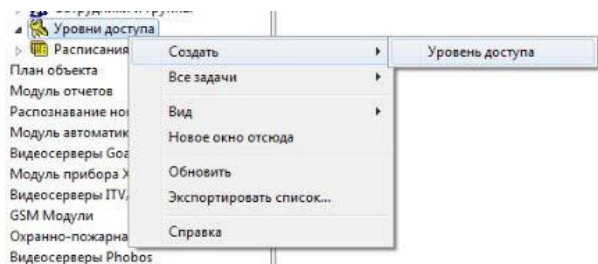 Уровни доступа
Расписания
План объекта
Модуль отчетов
Распознавание
Модуль автоматик
Видеосерверы Goa
Модуль прибора
Видеосерверы ITV
GSM Модули
Охранно-пожарна
Видеосерверы Phobos
Создать
Все задачи
Вид
Новое окно отсюда
Обновить
Экспортировать список...
Справка
Уровень доступа